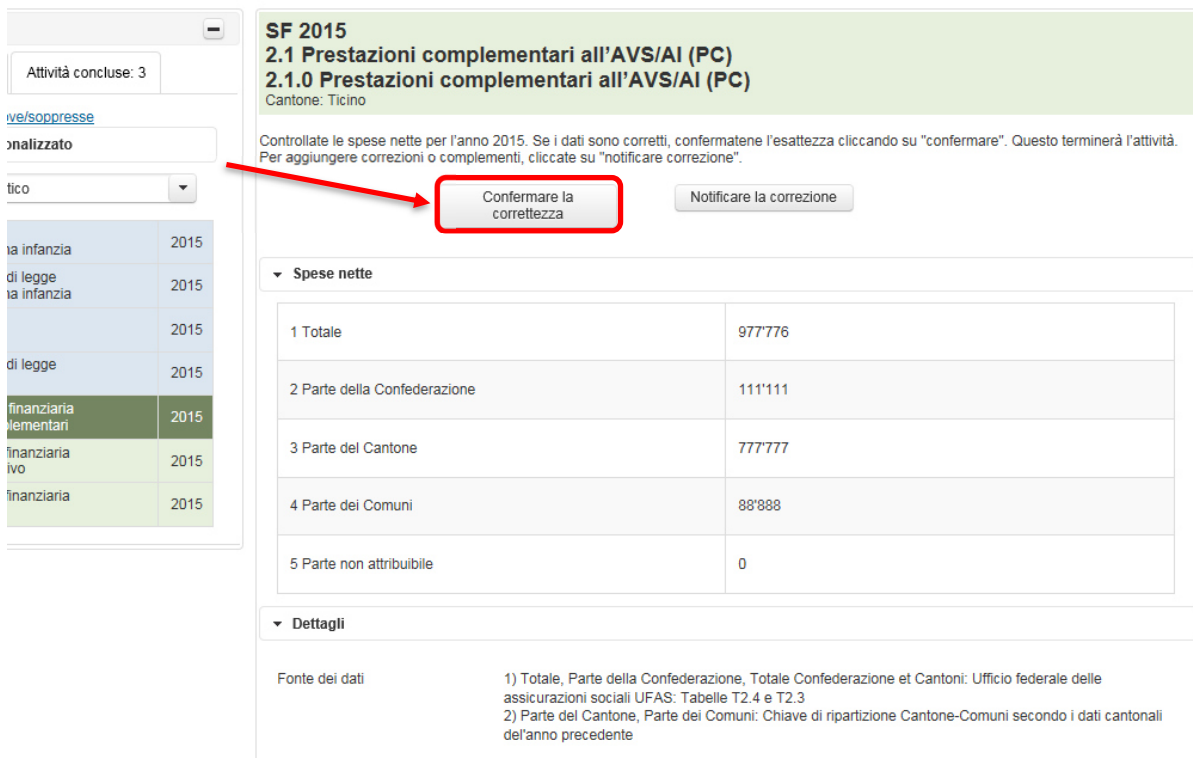 Attività concluse: 3
ove/soppresse
onalizzato
tico
na infanzia 2015
di legge
na infanzia 2015
2015
di legge
2015
finanziaria
lementari 2015
finanziaria
ivo 2015
finanziaria
2015
SF 2015
2.1 Prestazioni complementari all'AVS/AI (PC)
2.1.0 Prestazioni complementari all'AVS/AI (PC)
Cantone: Ticino
Controllate le spese nette per l'anno 2015. Se i dati sono corretti, confermatene l'esattezza cliccando su "confermare". Questo terminerà l'attività.
Per aggiungere correzioni o complementi, cliccate su "notificare correzione".
Confermare la
correttezza
Notificare la correzione
Spese nette
1 Totale 977'776
2 Parte della Confederazione 111'111
3 Parte del Cantone 777'777
4 Parte dei Comuni 88'888
5 Parte non attribuibile 0
Dettagli
Fonte dei dati
1) Totale, Parte della Confederazione, Totale Confederazione et Cantoni: Ufficio federale delle
assicurazioni sociali UFAS: Tabelle T2.4 e T2.3
2) Parte del Cantone, Parte dei Comuni: Chiave di ripartizione Cantone-Comuni secondo i dati cantonali
del'anno precedente